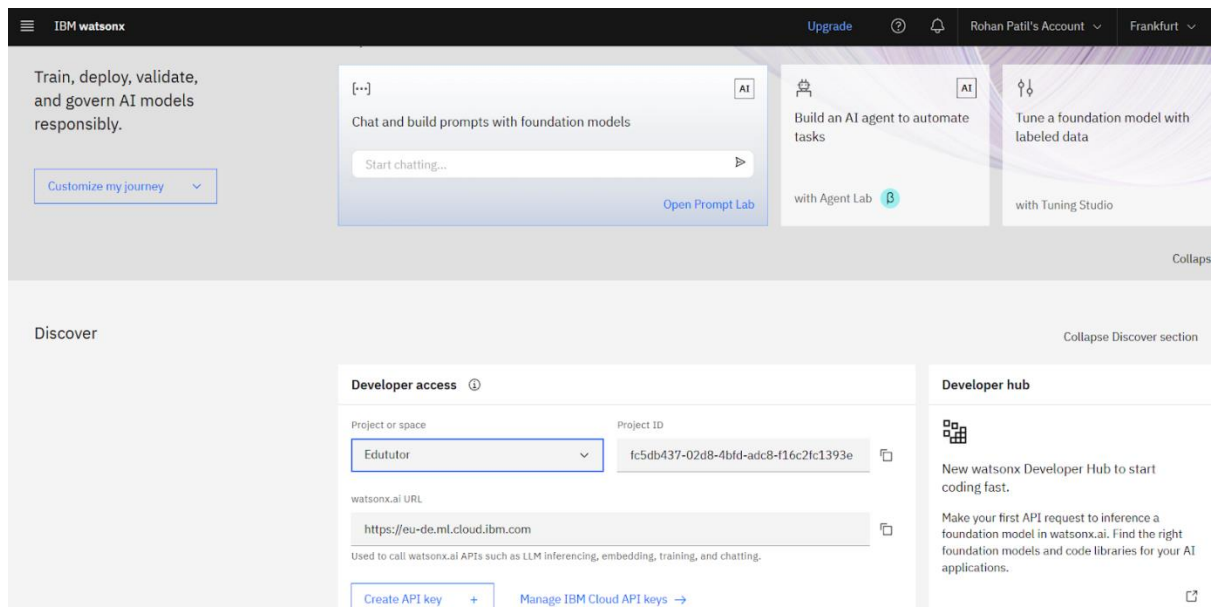 IBM watsonx
Upgrade
Rohan Patil's Account
Frankfurt
Train, deploy, validate,
and govern AI models
responsibly.
Customize my journey
[...]
AI
Chat and build prompts with foundation models
Start chatting...
Open Prompt Lab
AI
Build an AI agent to automate
tasks
with Agent Lab β
Tune a foundation model with
labeled data
with Tuning Studio
Collaps
Discover
Collapse Discover section
Developer access
Project or space
Edututor
Project ID
fc5db437-02d8-4bfd-adc8-f16c2fc1393e
watsonx.ai URL
https://eu-de.ml.cloud.ibm.com
Used to call watsonx.ai APIs such as LLM inferencing, embedding, training, and chatting.
Create API key +
Manage IBM Cloud API keys →
Developer hub
New watsonx Developer Hub to start
coding fast.
Make your first API request to inference a
foundation model in watsonx.ai. Find the right
foundation models and code libraries for your AI
applications.